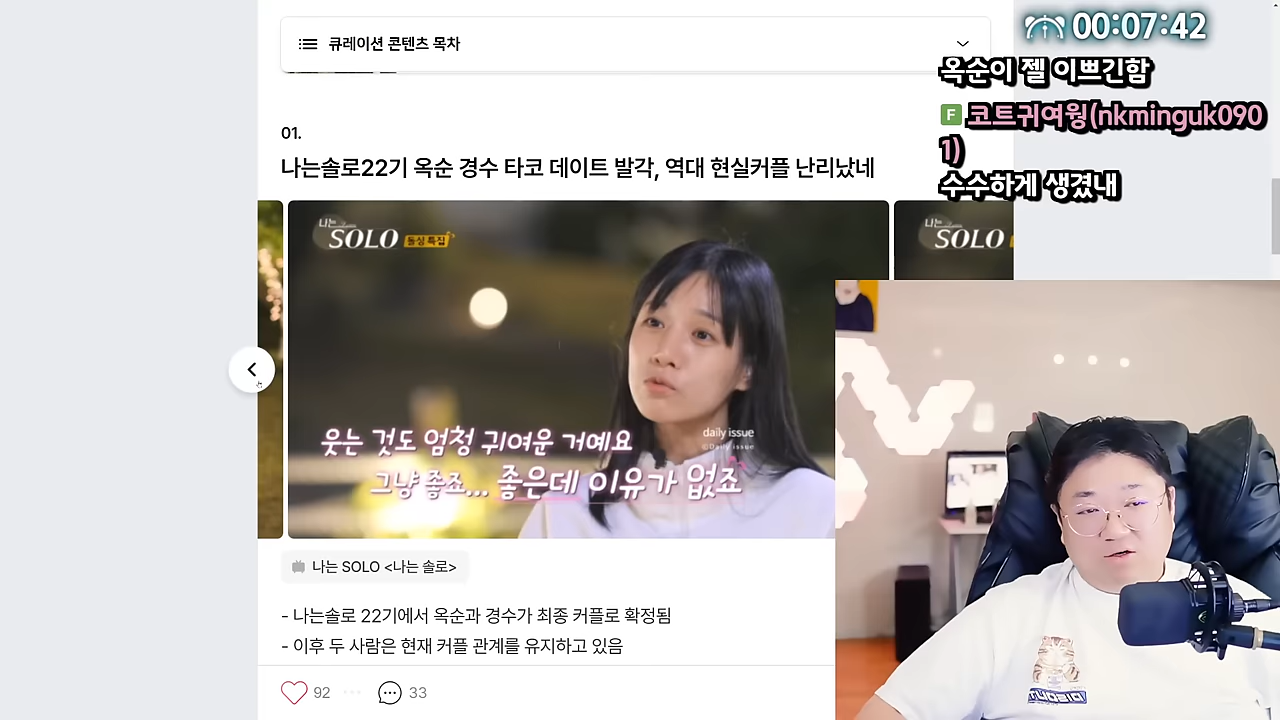 큐레이션 콘텐츠 목차
00:07:42
옥순이 젤 이쁘긴함
F 코트귀여웡(nkminguk090
1)
수수하게 생겼내
01.
나는솔로22기 옥순 경수 타코 데이트 발각, 역대 현실커플 난리났네
나는
SOLO 돌싱 특집
나는
SOLO
daily issue
©Daily issue
웃는 것도 엄청 귀여운 거예요
그냥 좋죠... 좋은데 이유가 없죠
나는 SOLO <나는 솔로>
- 나는솔로 22기에서 옥순과 경수가 최종 커플로 확정됨
- 이후 두 사람은 현재 커플 관계를 유지하고 있음
92
33